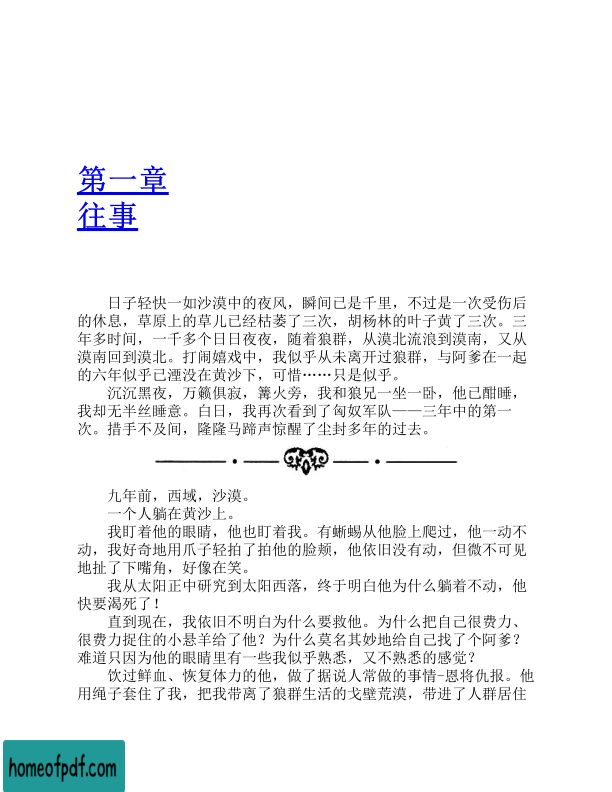 第一章
往事
日子轻快一如沙漠中的夜风，瞬间已是千里，不过是一次受伤后
的休息，草原上的草儿已经枯萎了三次，胡杨林的叶子黄了三次。三
年多时间，一千多个日日夜夜，随着狼群，从漠北流浪到漠南，又从
漠南回到漠北。打闹嬉戏中，我似乎从未离开过狼群，与阿爹在一起
的六年似乎已湮没在黄沙下，可惜……只是似乎。
沉沉黑夜，万籁俱寂，篝火旁，我和狼兄一坐一卧，他已酣睡，
我却无半丝睡意。白日，我再次看到了匈奴军队——三年中的第一
次。措手不及间，隆隆马蹄声惊醒了尘封多年的过去。
九年前，西域，沙漠。
一个人躺在黄沙上。
我盯着他的眼睛，他也盯着我。有蜥蜴从他脸上爬过，他一动不
动，我好奇地用爪子轻拍了拍他的脸颊，他依旧没有动，但微不可见
地扯了下嘴角，好像在笑。
我从太阳正中研究到太阳西落，终于明白他为什么躺着不动，他
快要渴死了！
直到现在，我依旧不明白为什么要救他。为什么把自己很费力、
很费力捉住的小悬羊给了他？为什么莫名其妙地给自己找了个阿爹？
难道只因为他的眼睛里有一些我似乎熟悉，又不熟悉的感觉？
饮过鲜血、恢复体力的他，做了据说人常做的事情-恩将仇报。他
用绳子套住了我，把我带离了狼群生活的戈壁荒漠，带进了人群居住
homeofpdf.com